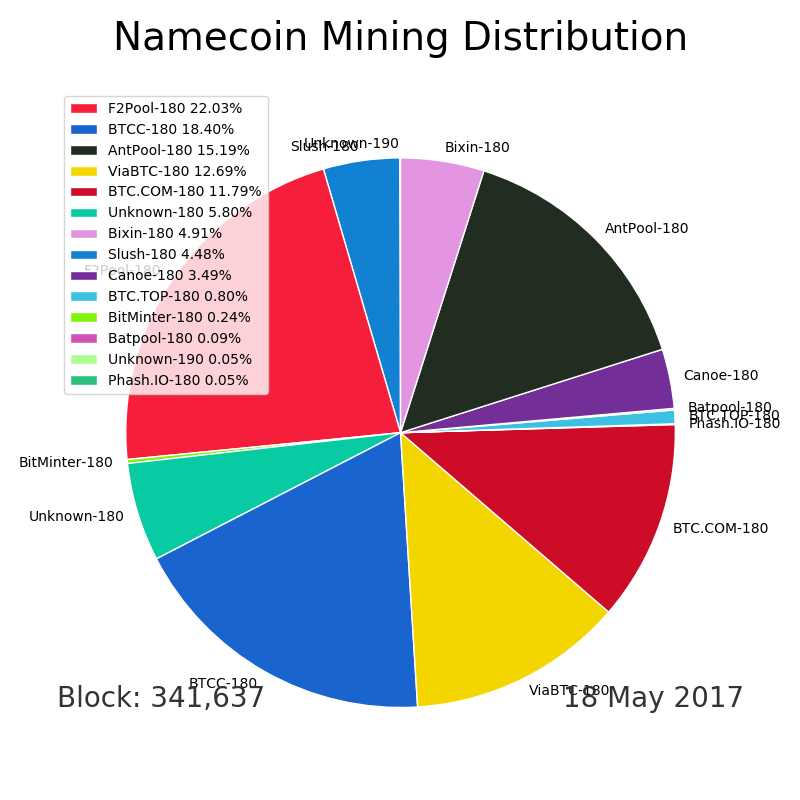 Namecoin Mining Distribution
F2Pool-180 22.03%
BTCC-180 18.40%
AntPool-180 15.19%
ViaBTC-180 12.69%
BTC.COM-180 11.79%
Unknown-180 5.80%
Bixin-180 4.91%
Slush-180 4.48%
Canoe-180 3.49%
BTC.TOP-180 0.80%
BitMinter-180 0.24%
Batpool-180 0.09%
Unknown-190 0.05%
Phash.IO-180 0.05%
Unknown-190
Slush-180
Bixin-180
AntPool-180
F2Pool-180
Canoe-180
Batpool-180
BTC.TOP-180
Phash.IO-180
BitMinter-180
Unknown-180
BTC.COM-180
BTCC-180
ViaBTC-180
Block: 341,637
18 May 2017